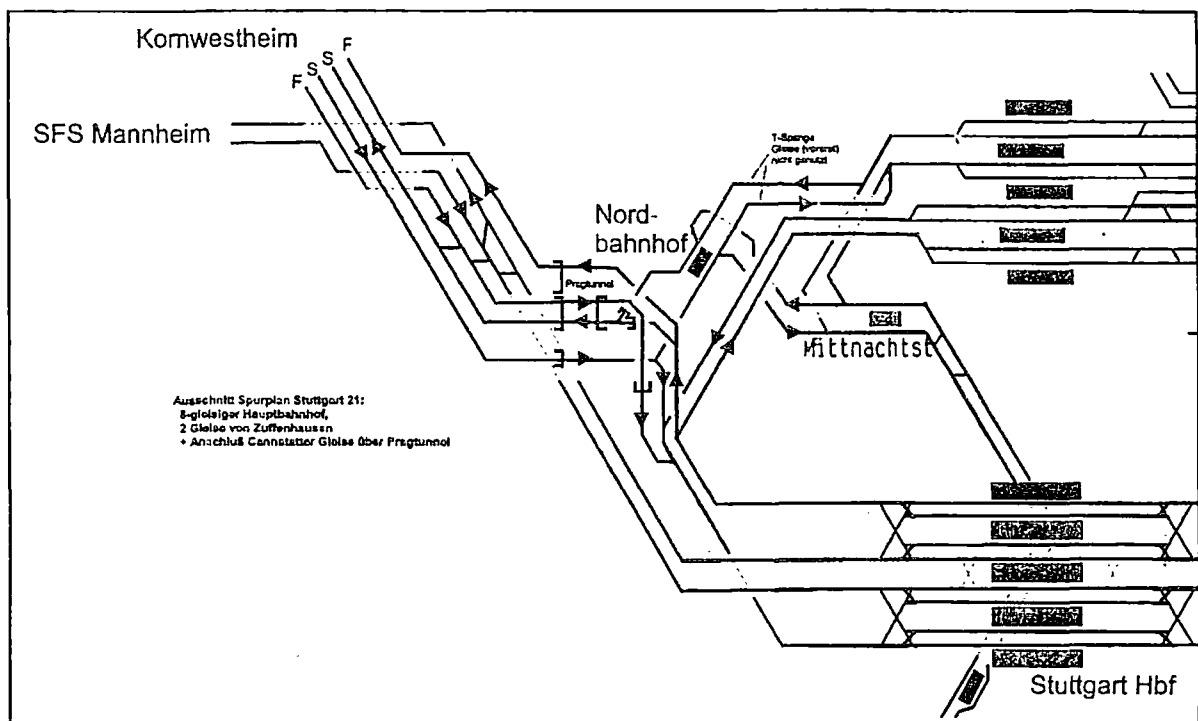 Kornwestheim
F S S F
SFS Mannheim
T-Spange
Gleise (vorerst)
nicht genutzt
Nord-
bahnhof
Pragtunnel
Mittnachtst
Ausschnitt Spurplan Stuttgart 21:
8-gleisiger Hauptbahnhof,
2 Gleise von Zuffenhausen
+ Anschluß Cannstatter Gleise über Pragtunnel
Stuttgart Hbf